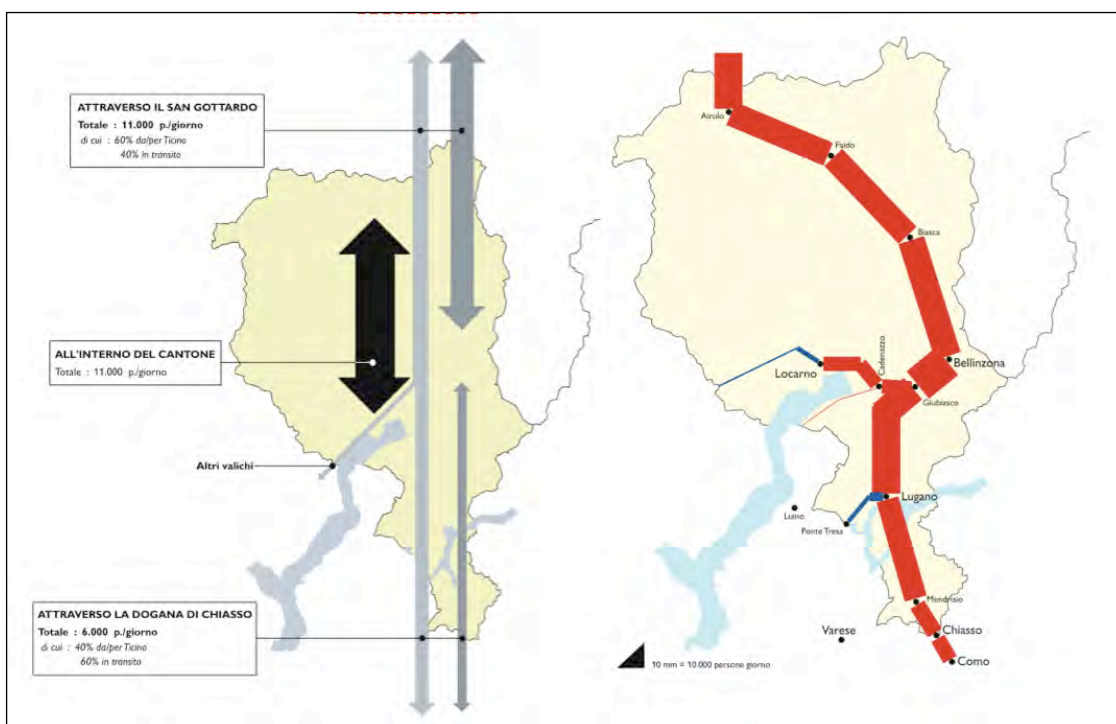 ATTRAVERSO IL SAN GOTTARDO
Totale : 11.000 p./giorno
di cui : 60% da/per Ticino
40% in transito
ALL'INTERNO DEL CANTONE
Totale : 11.000 p./giorno
Altri valichi
ATTRAVERSO LA DOGANA DI CHIASSO
Totale : 6.000 p./giorno
di cui : 40% da/per Ticino
60% in transito
Airolo
Faido
Biasca
Bellinzona
Locarno
Cadenazzo
Giubiasco
Lugano
Luino
Ponte Tresa
Mendrisio
Varese
Chiasso
Como
10 mm = 10.000 persone giorno